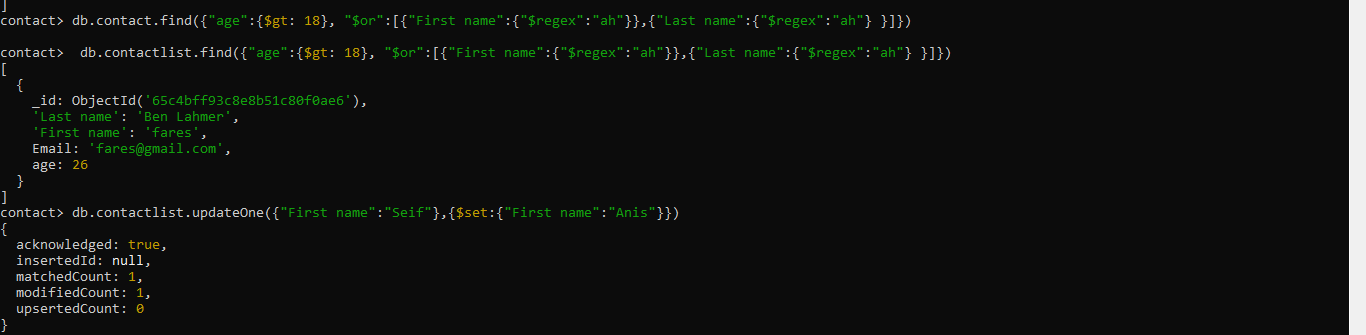 ]
contact> db.contact.find({"age":{$gt: 18}, "$or":[{"First name":{"$regex":"ah"}},{"Last name":{"$regex":"ah"} }]})
contact>  db.contactlist.find({"age":{$gt: 18}, "$or":[{"First name":{"$regex":"ah"}},{"Last name":{"$regex":"ah"} }]})
[
  {
    _id: ObjectId('65c4bff93c8e8b51c80f0ae6'),
    'Last name': 'Ben Lahmer',
    'First name': 'fares',
    Email: 'fares@gmail.com',
    age: 26
  }
]
contact> db.contactlist.updateOne({"First name":"Seif"},{$set:{"First name":"Anis"}})
{
  acknowledged: true,
  insertedId: null,
  matchedCount: 1,
  modifiedCount: 1,
  upsertedCount: 0
}